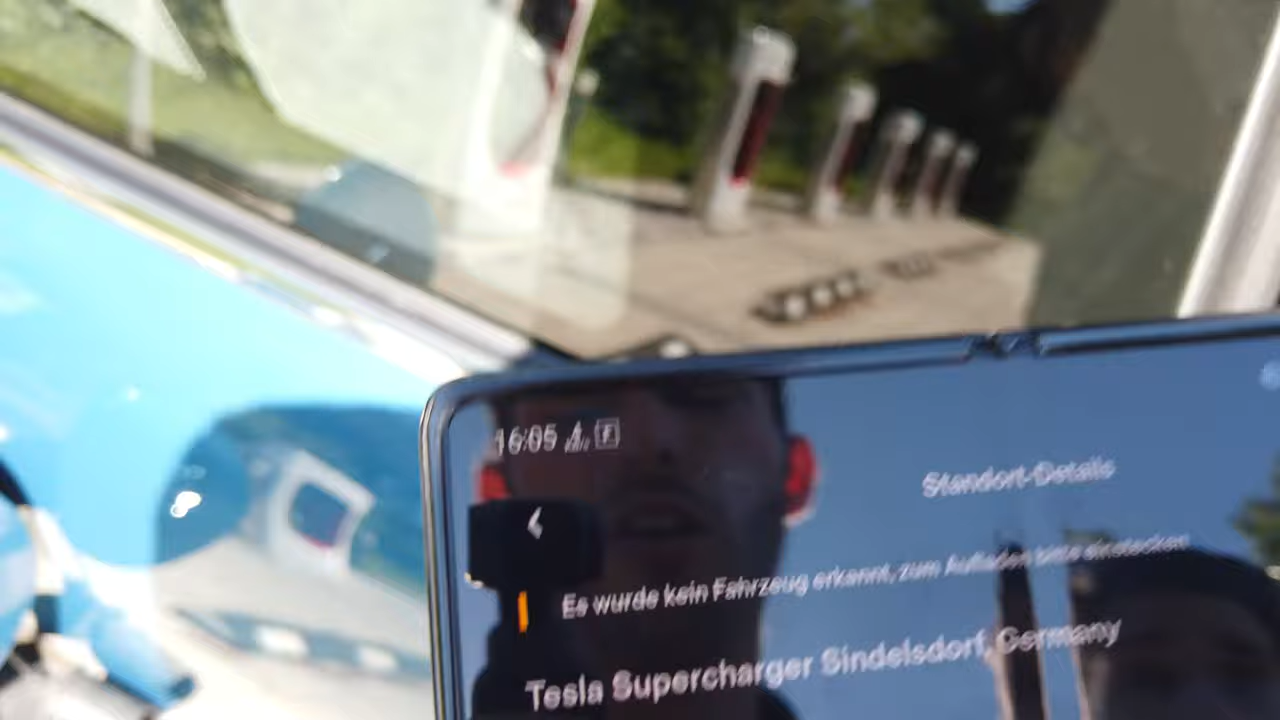 16:05
Standort-Details
Es wurde kein Fahrzeug erkannt, zum Aufladen bitte einstecken
Tesla Supercharger Sindelsdorf, Germany